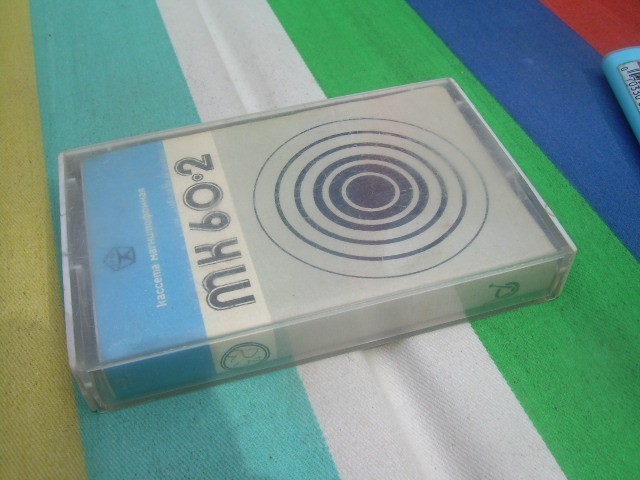 кассета магнитофонная
МК 60•2